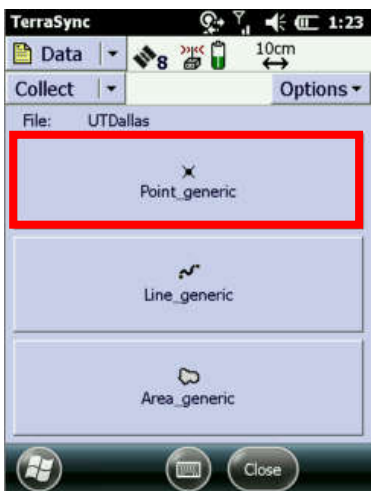 TerraSync 1:23
Data 8 10cm
Collect Options
File: UTDallas
Point_generic
Line_generic
Area_generic
Close